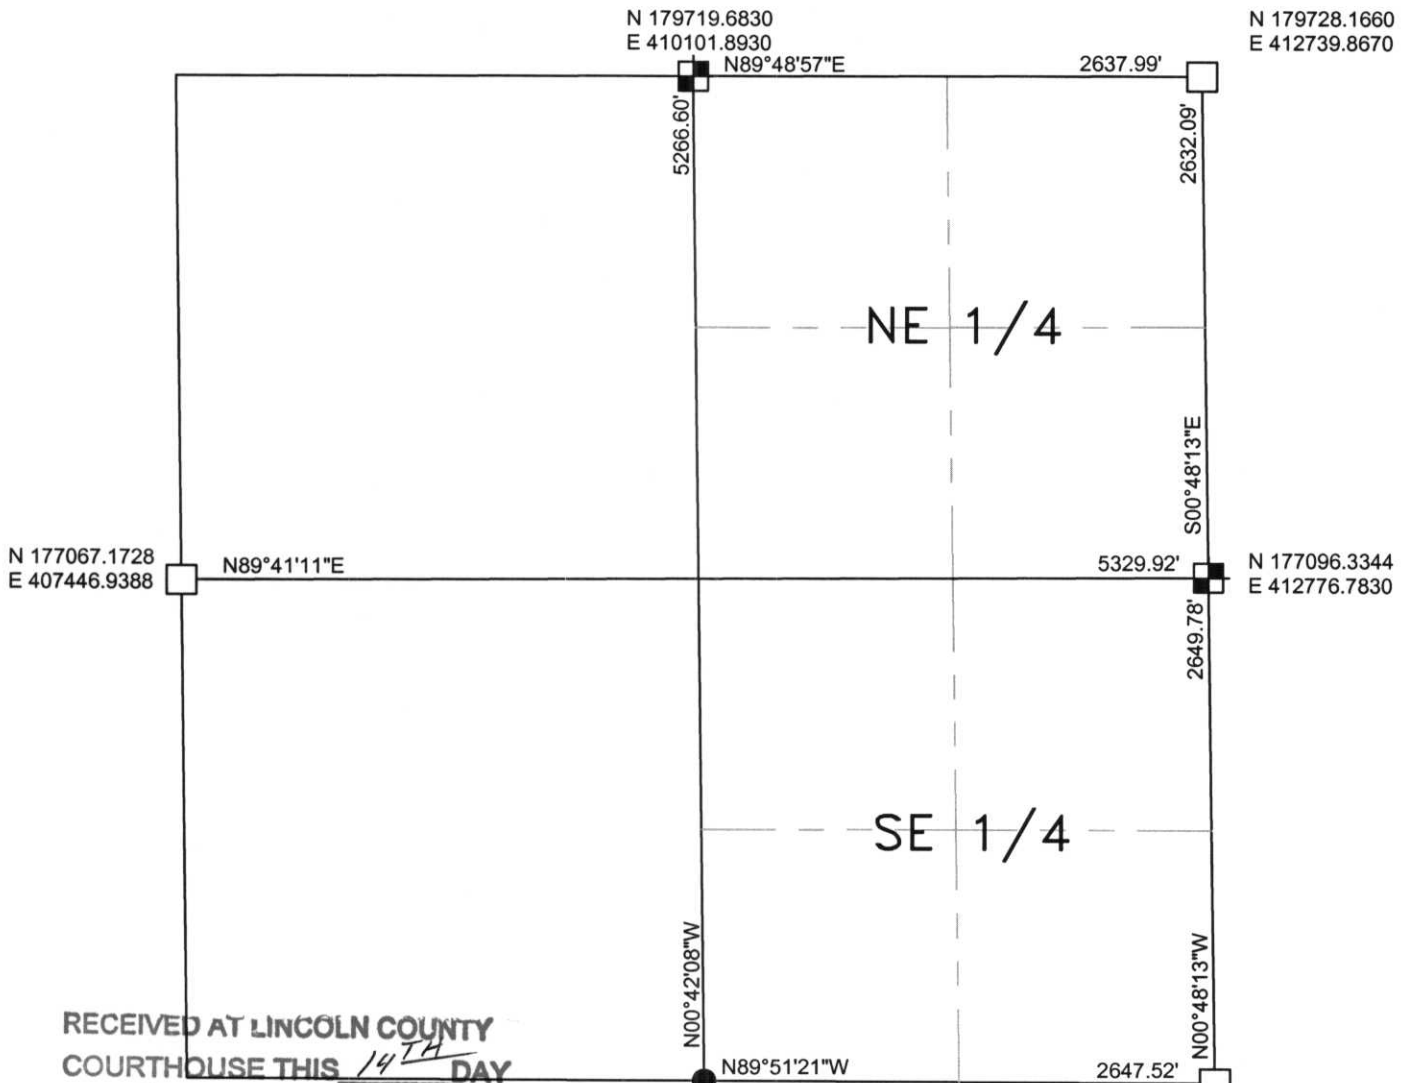 N 179719.6830
E 410101.8930
N 179728.1660
E 412739.8670
N89°48'57"E
2637.99'
5266.60'
2632.09'
NE 1/4
S00°48'13"E
N 177067.1728
E 407446.9388
N89°41'11"E
5329.92'
N 177096.3344
E 412776.7830
2649.78'
SE 1/4
N00°42'08"W
N00°48'13"W
RECEIVED AT LINCOLN COUNTY
COURTHOUSE THIS 14TH DAY
N89°51'21"W
2647.52'